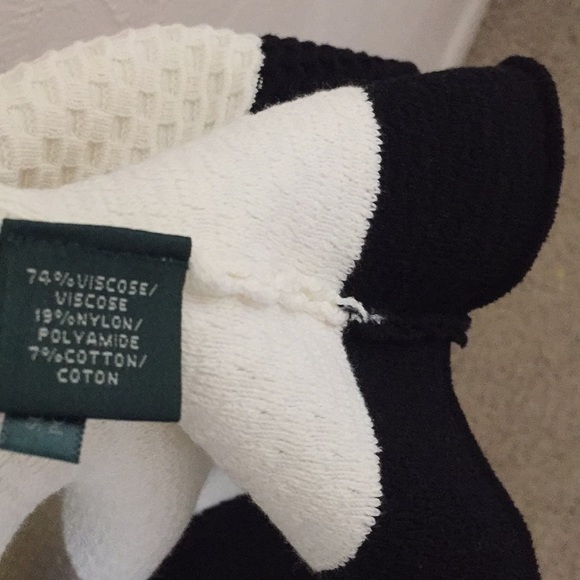 74%VISCOSE/
VISCOSE
19%NYLON/
POLYAMIDE
7%COTTON/
COTON